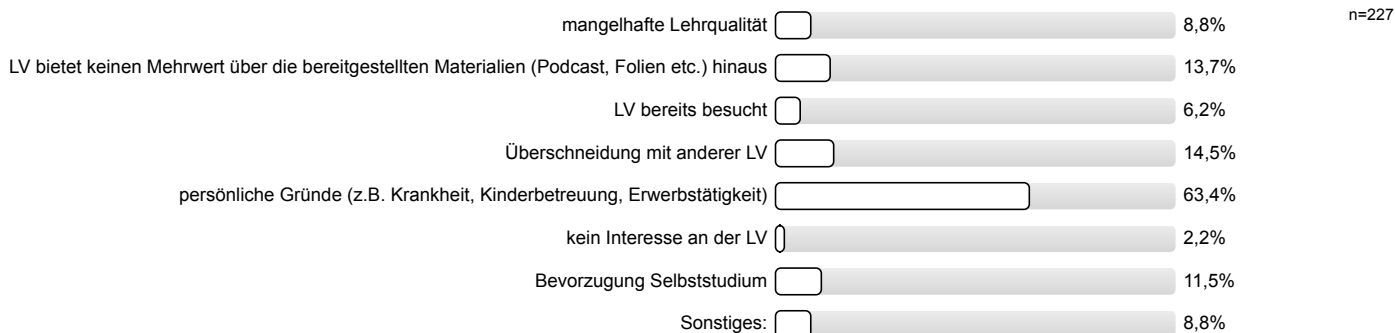 n=227
mangelhafte Lehrqualität 8,8%
LV bietet keinen Mehrwert über die bereitgestellten Materialien (Podcast, Folien etc.) hinaus 13,7%
LV bereits besucht 6,2%
Überschneidung mit anderer LV 14,5%
persönliche Gründe (z.B. Krankheit, Kinderbetreuung, Erwerbstätigkeit) 63,4%
kein Interesse an der LV 2,2%
Bevorzugung Selbststudium 11,5%
Sonstiges: 8,8%